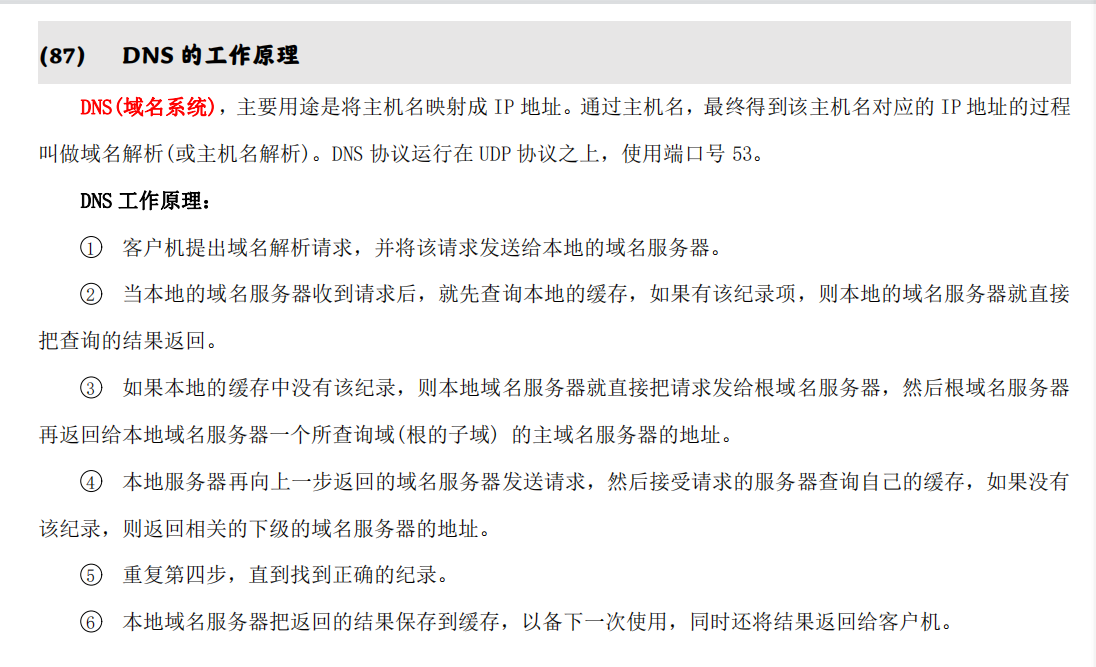 (87) DNS 的工作原理
DNS(域名系统)，主要用途是将主机名映射成 IP 地址。通过主机名，最终得到该主机名对应的 IP 地址的过程
叫做域名解析(或主机名解析)。DNS 协议运行在 UDP 协议之上，使用端口号 53。
DNS 工作原理：
① 客户机提出域名解析请求，并将该请求发送给本地的域名服务器。
② 当本地的域名服务器收到请求后，就先查询本地的缓存，如果有该纪录项，则本地的域名服务器就直接
把查询的结果返回。
③ 如果本地的缓存中没有该纪录，则本地域名服务器就直接把请求发给根域名服务器，然后根域名服务器
再返回给本地域名服务器一个所查询域(根的子域) 的主域名服务器的地址。
④ 本地服务器再向上一步返回的域名服务器发送请求，然后接受请求的服务器查询自己的缓存，如果没有
该纪录，则返回相关的下级的域名服务器的地址。
⑤ 重复第四步，直到找到正确的纪录。
⑥ 本地域名服务器把返回的结果保存到缓存，以备下一次使用，同时还将结果返回给客户机。